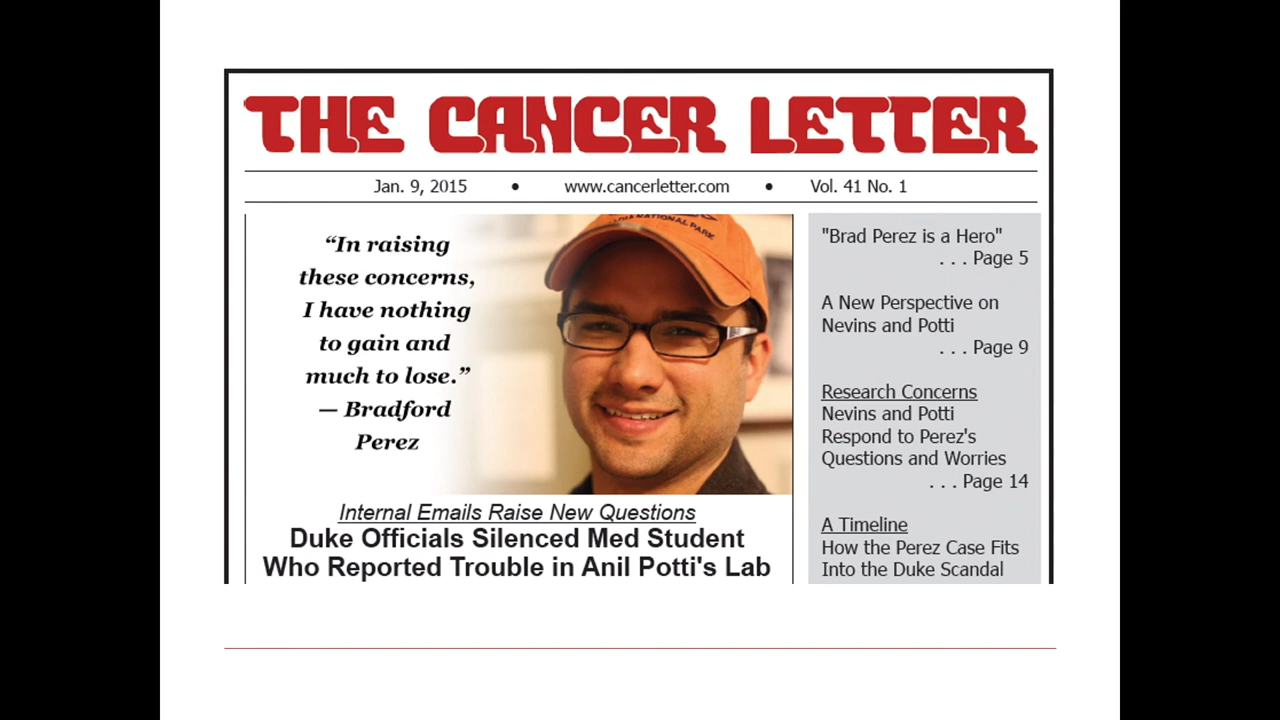 THE CANCER LETTER
Jan. 9, 2015 • www.cancerletter.com • Vol. 41 No. 1
“In raising
these concerns,
I have nothing
to gain and
much to lose.”
— Bradford
Perez
NATIONAL PARK
Internal Emails Raise New Questions
Duke Officials Silenced Med Student
Who Reported Trouble in Anil Potti's Lab
"Brad Perez is a Hero"
. . . Page 5
A New Perspective on
Nevins and Potti
. . . Page 9
Research Concerns
Nevins and Potti
Respond to Perez's
Questions and Worries
. . . Page 14
A Timeline
How the Perez Case Fits
Into the Duke Scandal